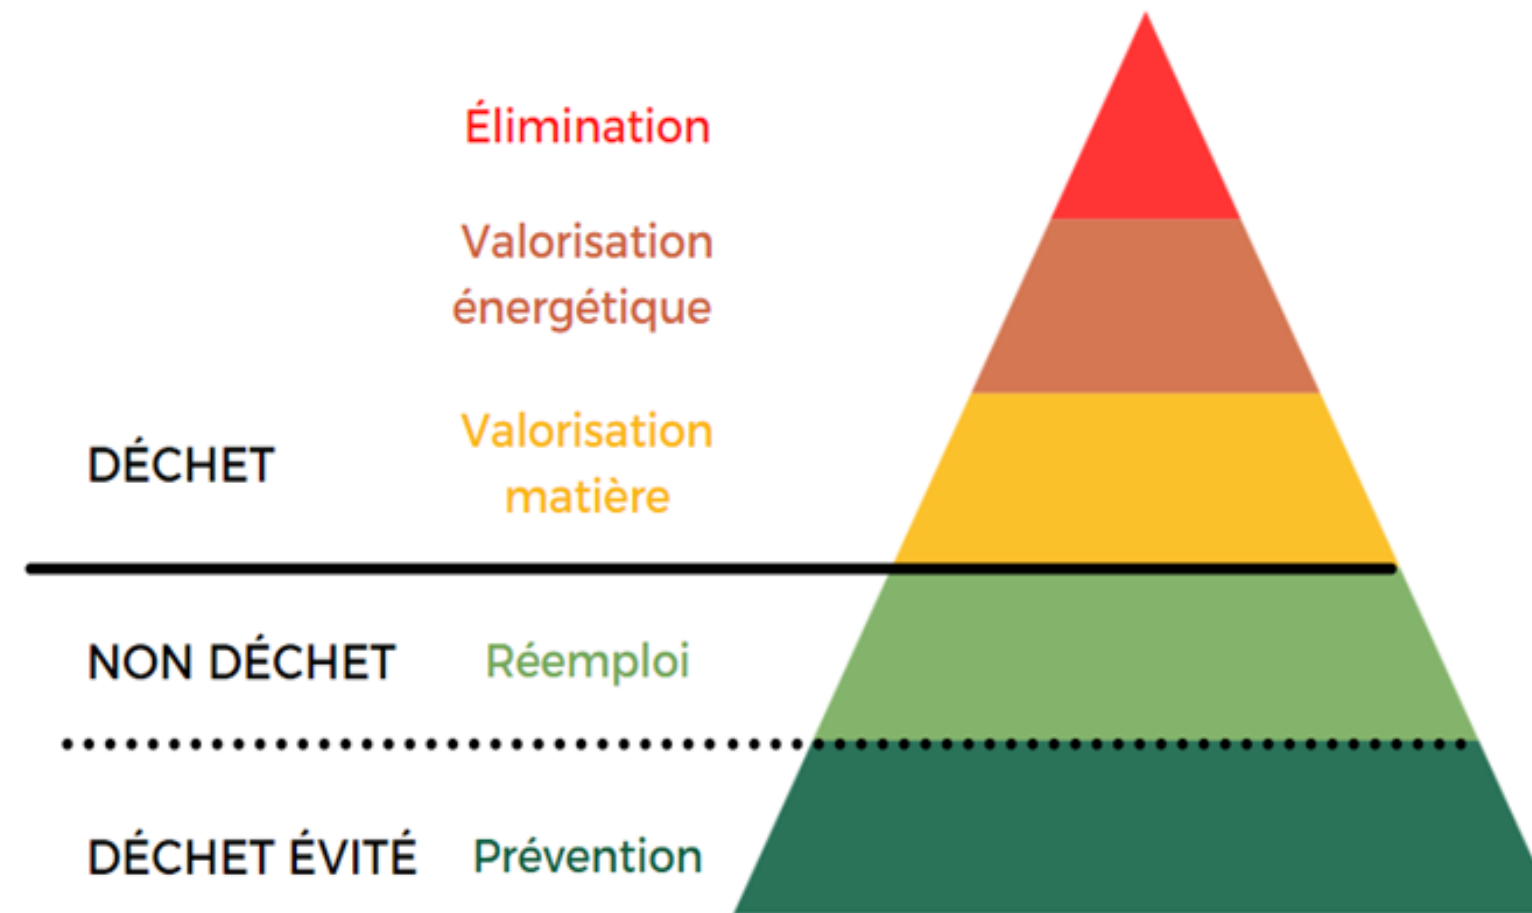 Élimination
Valorisation
énergétique
Valorisation
matière
DÉCHET
NON DÉCHET
Réemploi
DÉCHET ÉVITÉ
Prévention